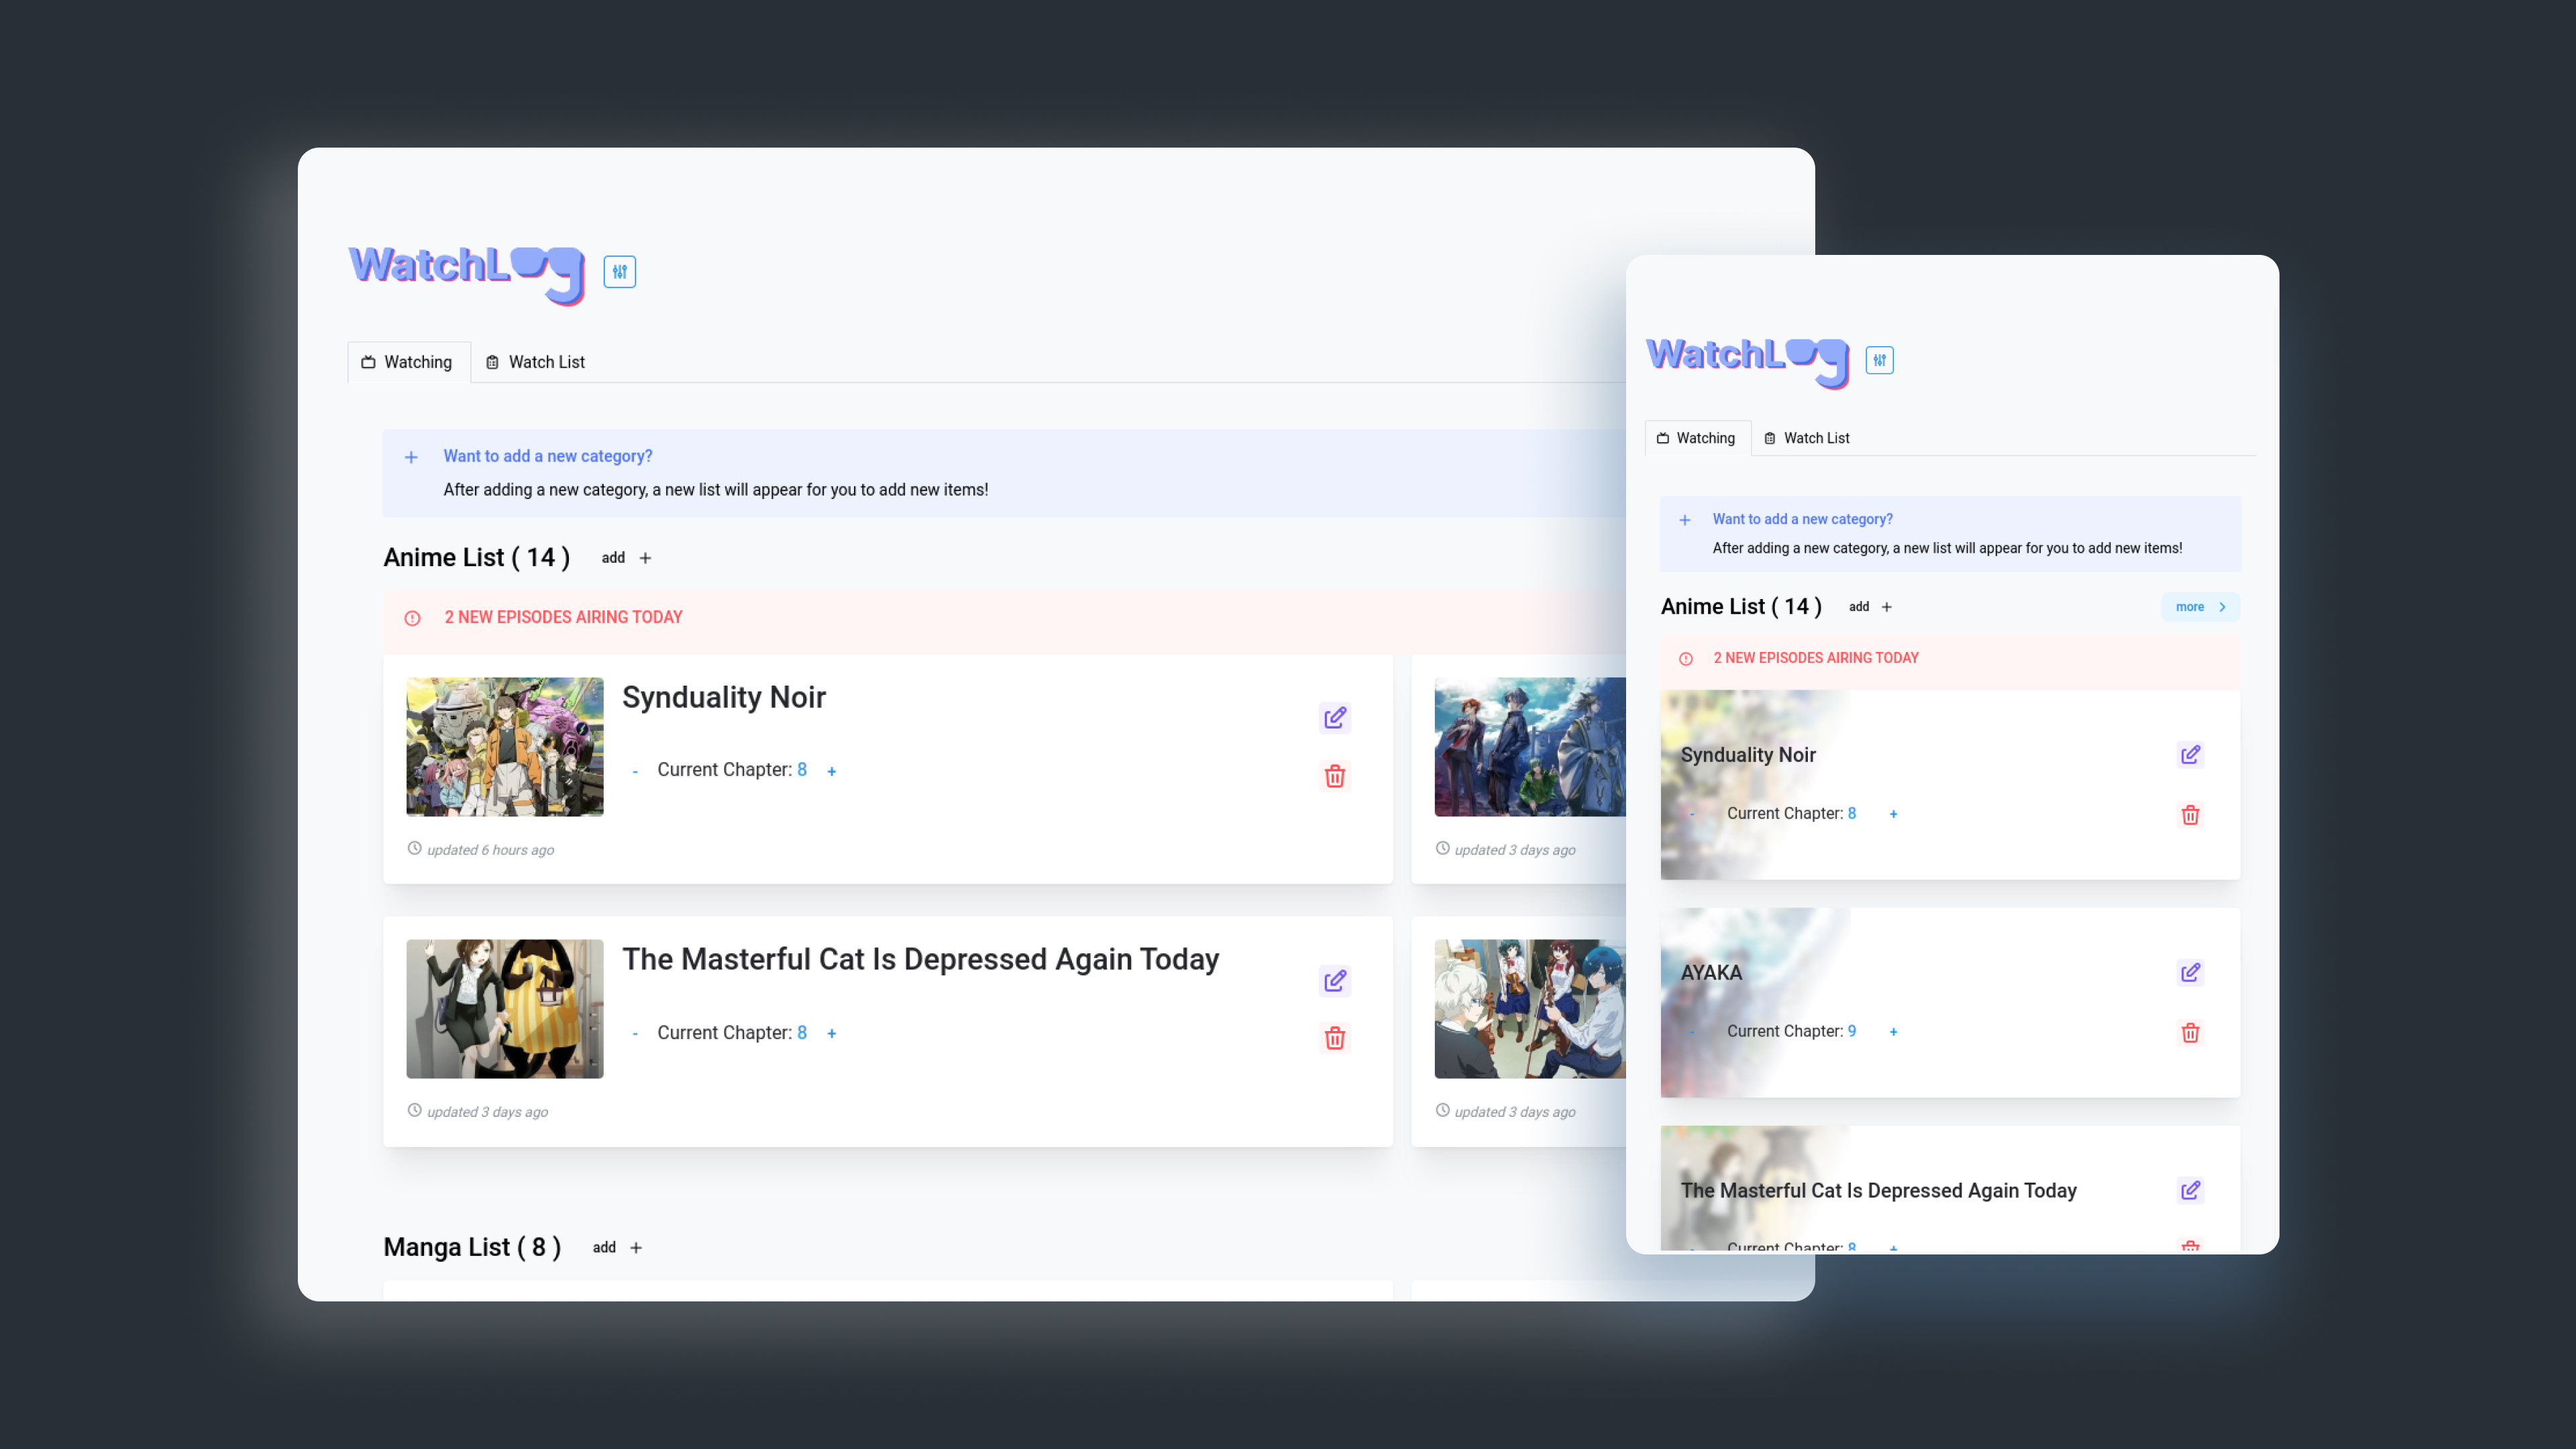 WatchLog
Watching
Watch List
Want to add a new category?
After adding a new category, a new list will appear for you to add new items!
Anime List ( 14 )
add +
2 NEW EPISODES AIRING TODAY
Synduality Noir
- Current Chapter: 8 +
updated 6 hours ago
updated 3 days ago
The Masterful Cat Is Depressed Again Today
- Current Chapter: 8 +
updated 3 days ago
updated 3 days ago
Manga List ( 8 )
add +
WatchLog
Watching
Watch List
Want to add a new category?
After adding a new category, a new list will appear for you to add new items!
Anime List ( 14 )
add +
more
2 NEW EPISODES AIRING TODAY
Synduality Noir
- Current Chapter: 8 +
AYAKA
- Current Chapter: 9 +
The Masterful Cat Is Depressed Again Today
- Current Chapter: 8 +